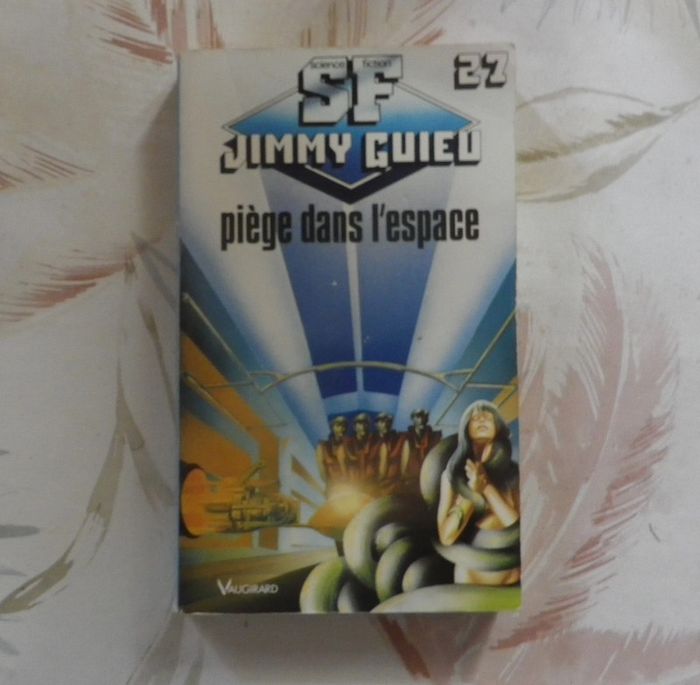 science fiction
SF
27
JIMMY GUIEU
piège dans l'espace
VAUGIRARD